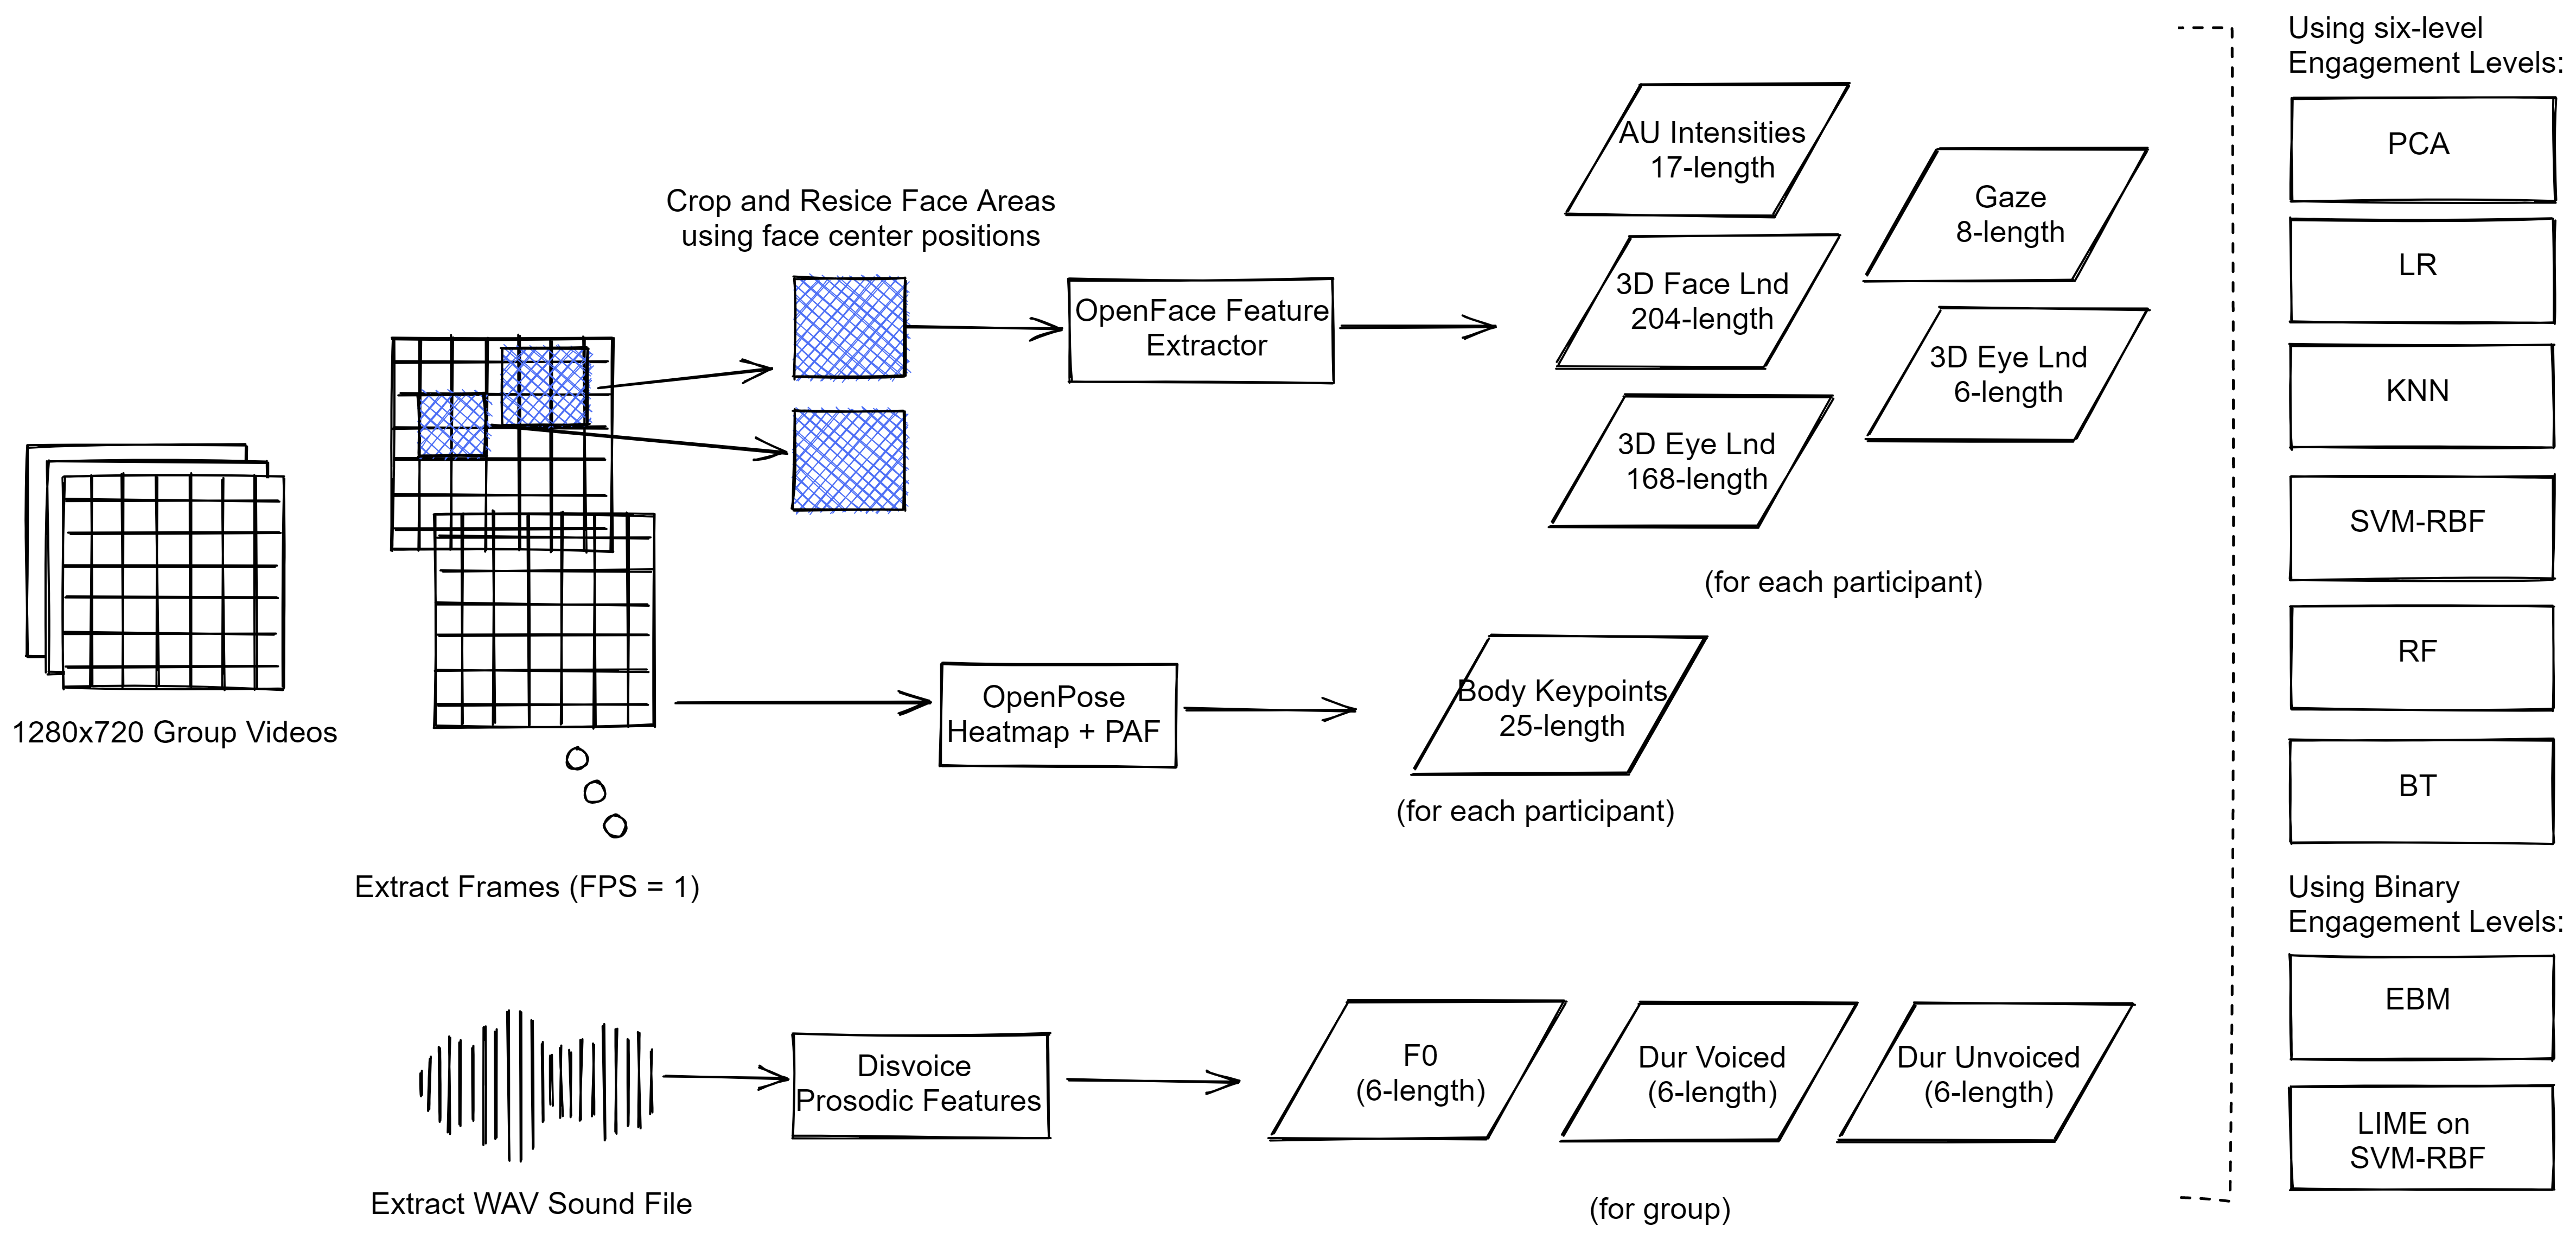 1280x720 Group Videos
Extract Frames (FPS = 1)
Crop and Resice Face Areas
using face center positions
OpenFace Feature
Extractor
AU Intensities
17-length
Gaze
8-length
3D Face Lnd
204-length
3D Eye Lnd
6-length
3D Eye Lnd
168-length
(for each participant)
OpenPose
Heatmap + PAF
Body Keypoints
25-length
(for each participant)
Extract WAV Sound File
Disvoice
Prosodic Features
F0
(6-length)
Dur Voiced
(6-length)
Dur Unvoiced
(6-length)
(for group)
Using six-level
Engagement Levels:
PCA
LR
KNN
SVM-RBF
RF
BT
Using Binary
Engagement Levels:
EBM
LIME on
SVM-RBF